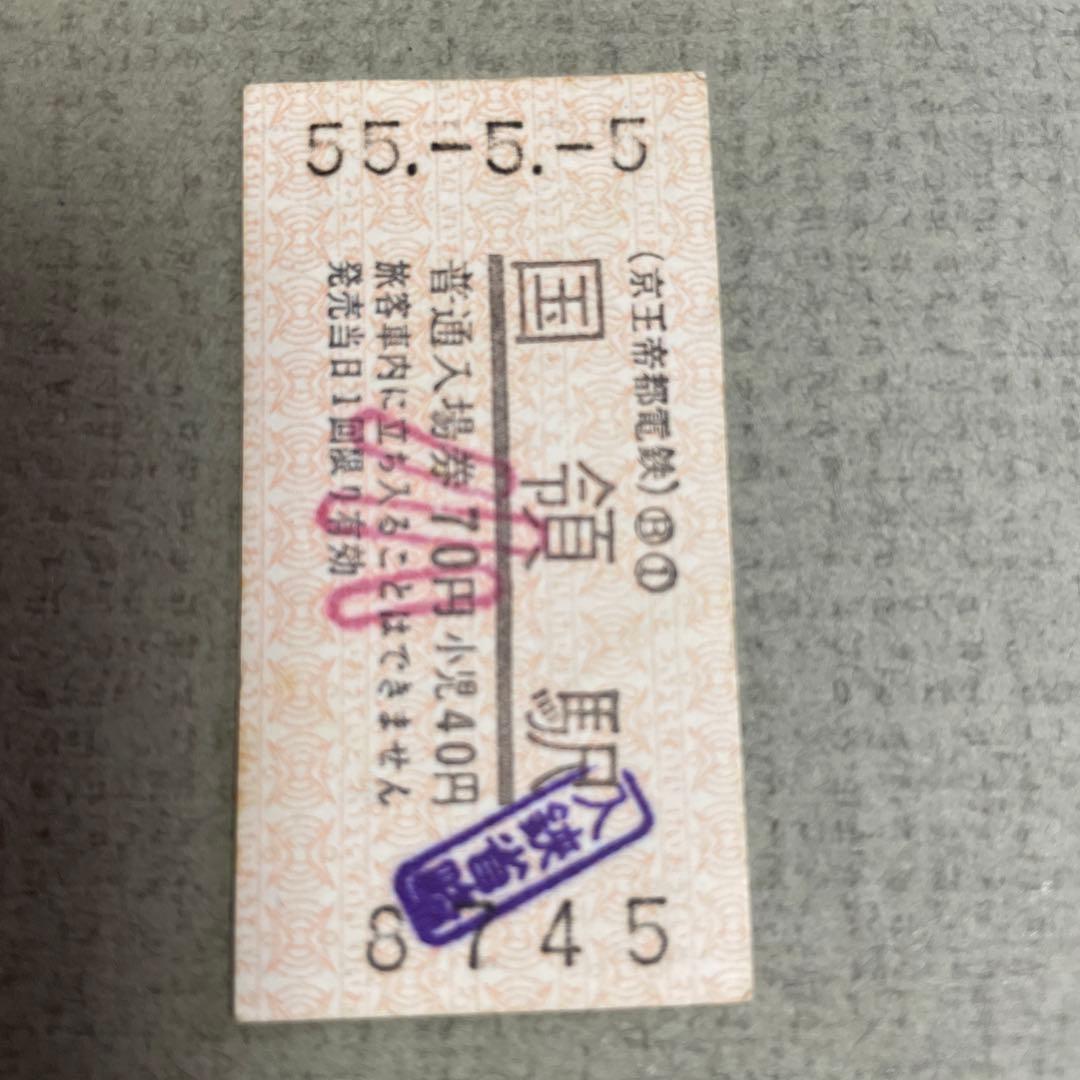 55.-5.-5
(京王帝都電鉄)Ⓑ①
国領駅
普通入場券 70円 小児40円
旅客車内に立ち入ることはできません
発売当日1回限り有効
入鉄省略
8745